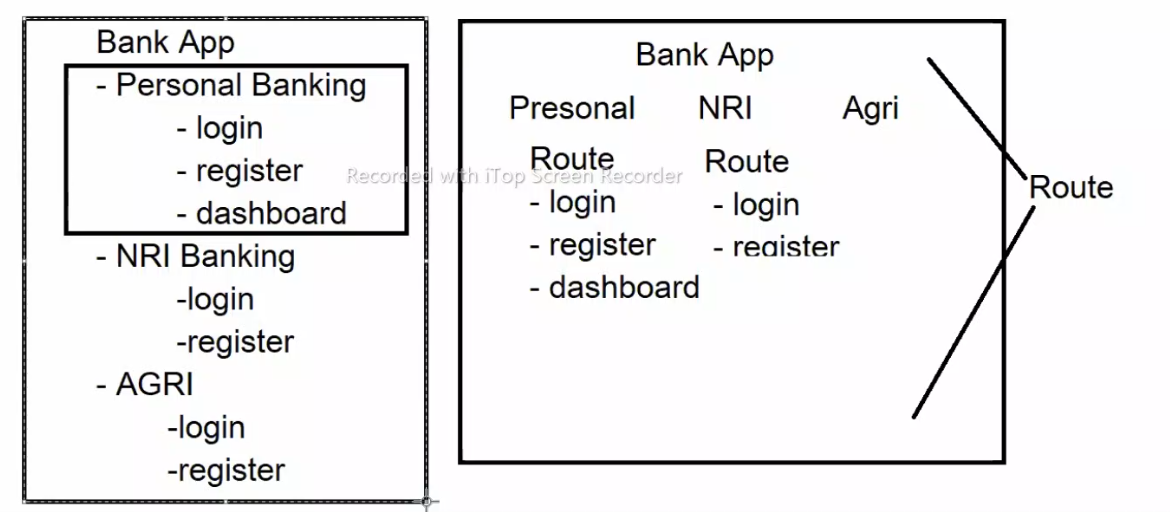 Bank App
- Personal Banking
- login
- register
- dashboard
- NRI Banking
-login
-register
- AGRI
-login
-register
Bank App
Presonal NRI Agri
Route Route
- login - login
- register - register
- dashboard
Route
Recorded with iTop Screen Recorder